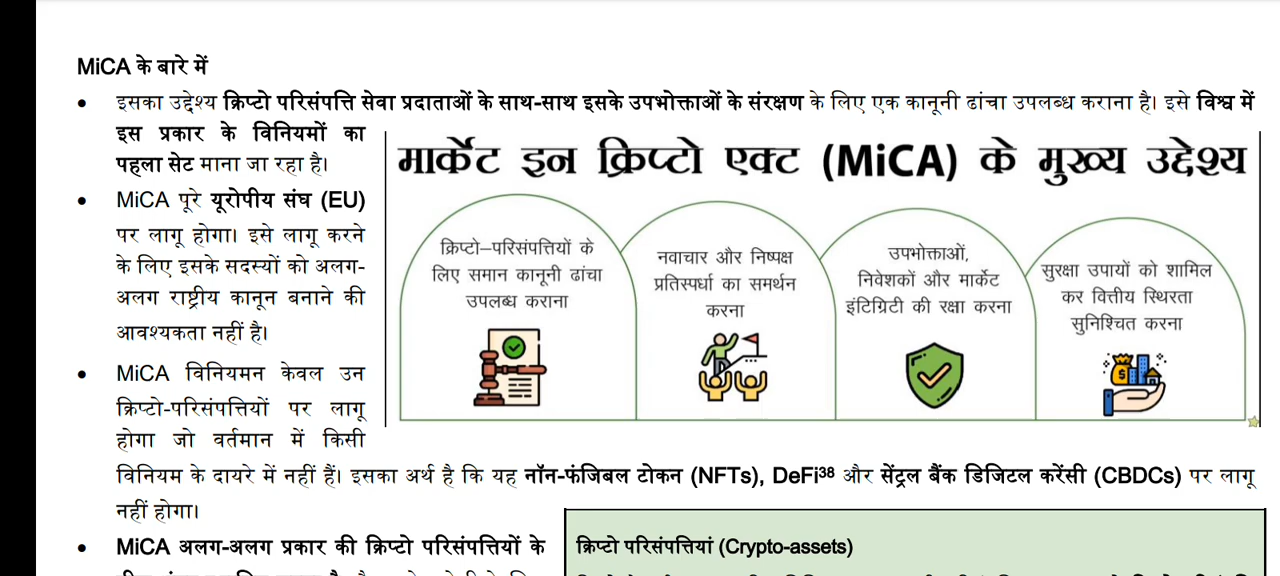 MiCA के बारे में
• इसका उद्देश्य क्रिप्टो परिसंपत्ति सेवा प्रदाताओं के साथ-साथ इसके उपभोक्ताओं के संरक्षण के लिए एक कानूनी ढांचा उपलब्ध कराना है। इसे विश्व में
इस प्रकार के विनियमों का
पहला सेट माना जा रहा है।
• MiCA पूरे यूरोपीय संघ (EU)
पर लागू होगा। इसे लागू करने
के लिए इसके सदस्यों को अलग-
अलग राष्ट्रीय कानून बनाने की
आवश्यकता नहीं है।
• MiCA विनियमन केवल उन
क्रिप्टो-परिसंपत्तियों पर लागू
होगा जो वर्तमान में किसी
मार्केट इन क्रिप्टो एक्ट (MiCA) के मुख्य उद्देश्य
क्रिप्टो–परिसंपत्तियों के
लिए समान कानूनी ढांचा
उपलब्ध कराना
नवाचार और निष्पक्ष
प्रतिस्पर्धा का समर्थन
करना
उपभोक्ताओं,
निवेशकों और मार्केट
इंटिग्रिटी की रक्षा करना
सुरक्षा उपायों को शामिल
कर वित्तीय स्थिरता
सुनिश्चित करना
विनियम के दायरे में नहीं हैं। इसका अर्थ है कि यह नॉन-फंजिबल टोकन (NFTs), DeFi³⁸ और सेंट्रल बैंक डिजिटल करेंसी (CBDCs) पर लागू
नहीं होगा।
• MiCA अलग-अलग प्रकार की क्रिप्टो परिसंपत्तियों के
क्रिप्टो परिसंपत्तियां (Crypto-assets)